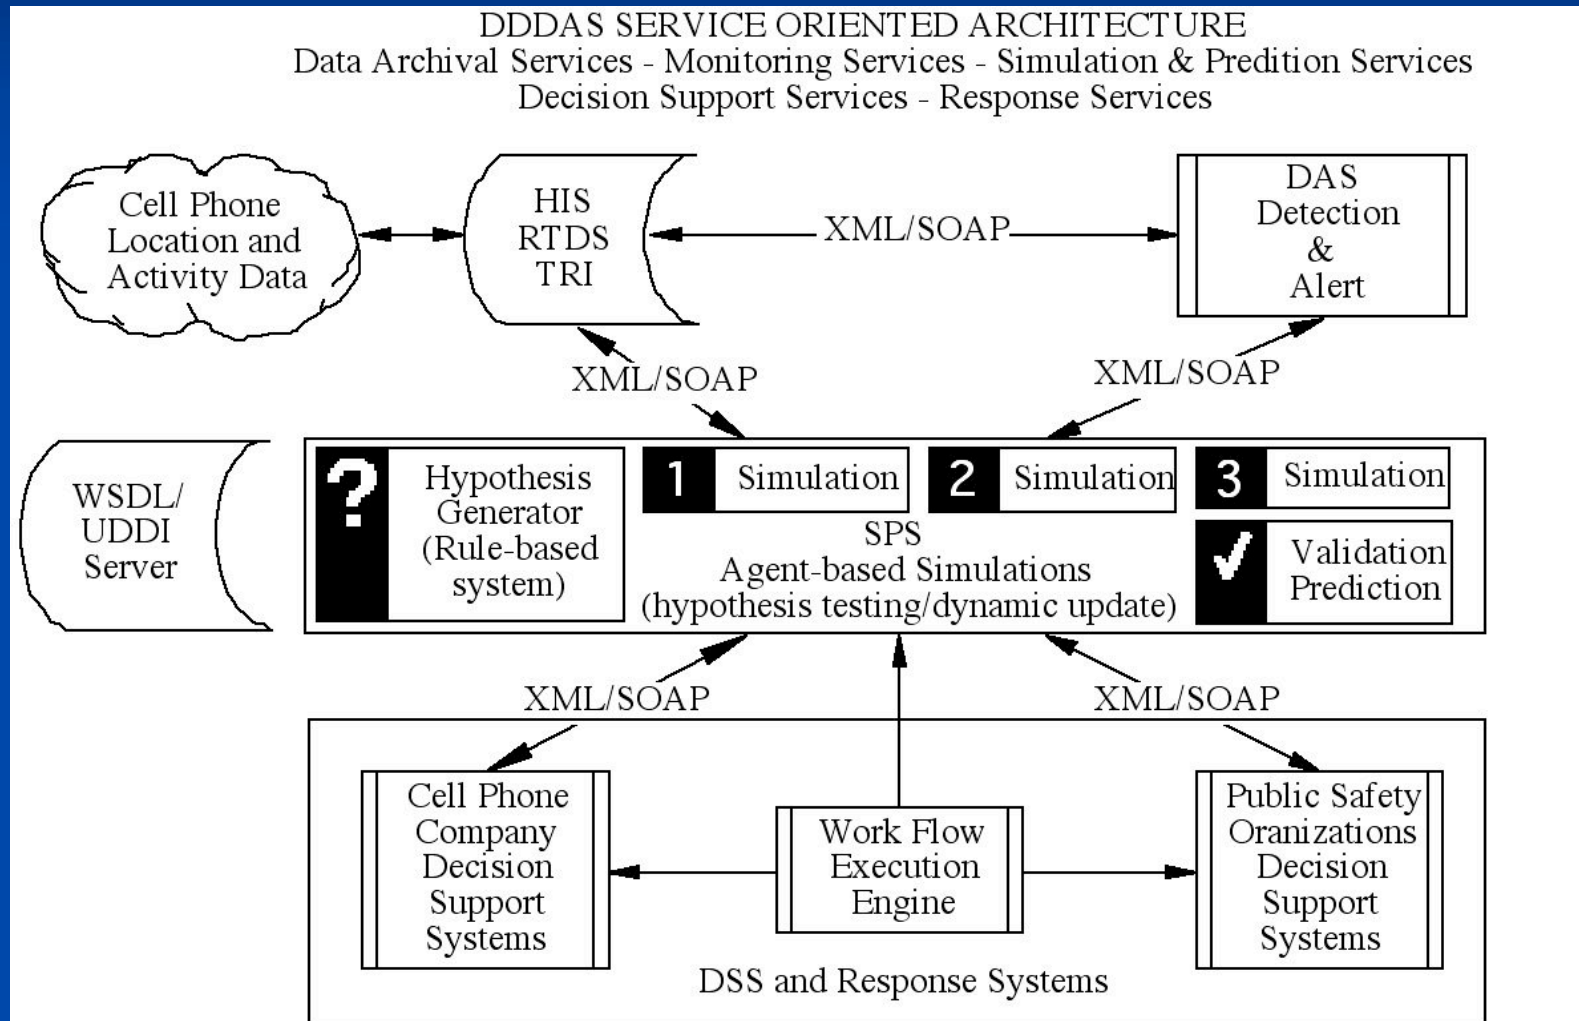 DDDAS SERVICE ORIENTED ARCHITECTURE
Data Archival Services - Monitoring Services - Simulation & Predition Services
Decision Support Services - Response Services
Cell Phone
Location and
Activity Data
HIS
RTDS
TRI
XML/SOAP
DAS
Detection
&
Alert
XML/SOAP
XML/SOAP
WSDL/
UDDI
Server
?
Hypothesis
Generator
(Rule-based
system)
1 Simulation
2 Simulation
3 Simulation
SPS
Agent-based Simulations
(hypothesis testing/dynamic update)
Validation
Prediction
XML/SOAP
XML/SOAP
Cell Phone
Company
Decision
Support
Systems
Work Flow
Execution
Engine
Public Safety
Oranizations
Decision
Support
Systems
DSS and Response Systems